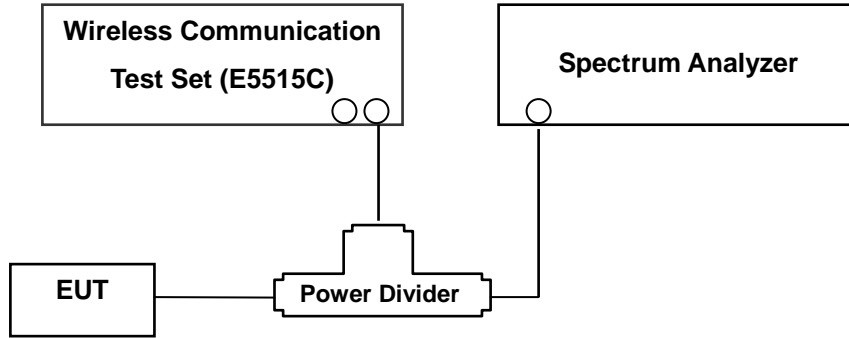 Wireless Communication
Test Set (E5515C)
Spectrum Analyzer
EUT
Power Divider